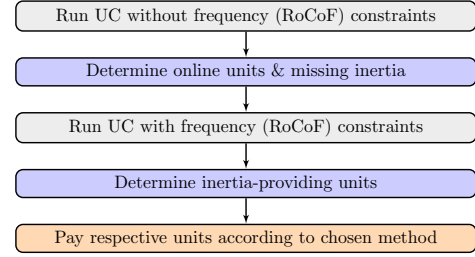 Run UC without frequency (RoCoF) constraints
Determine online units & missing inertia
Run UC with frequency (RoCoF) constraints
Determine inertia-providing units
Pay respective units according to chosen method